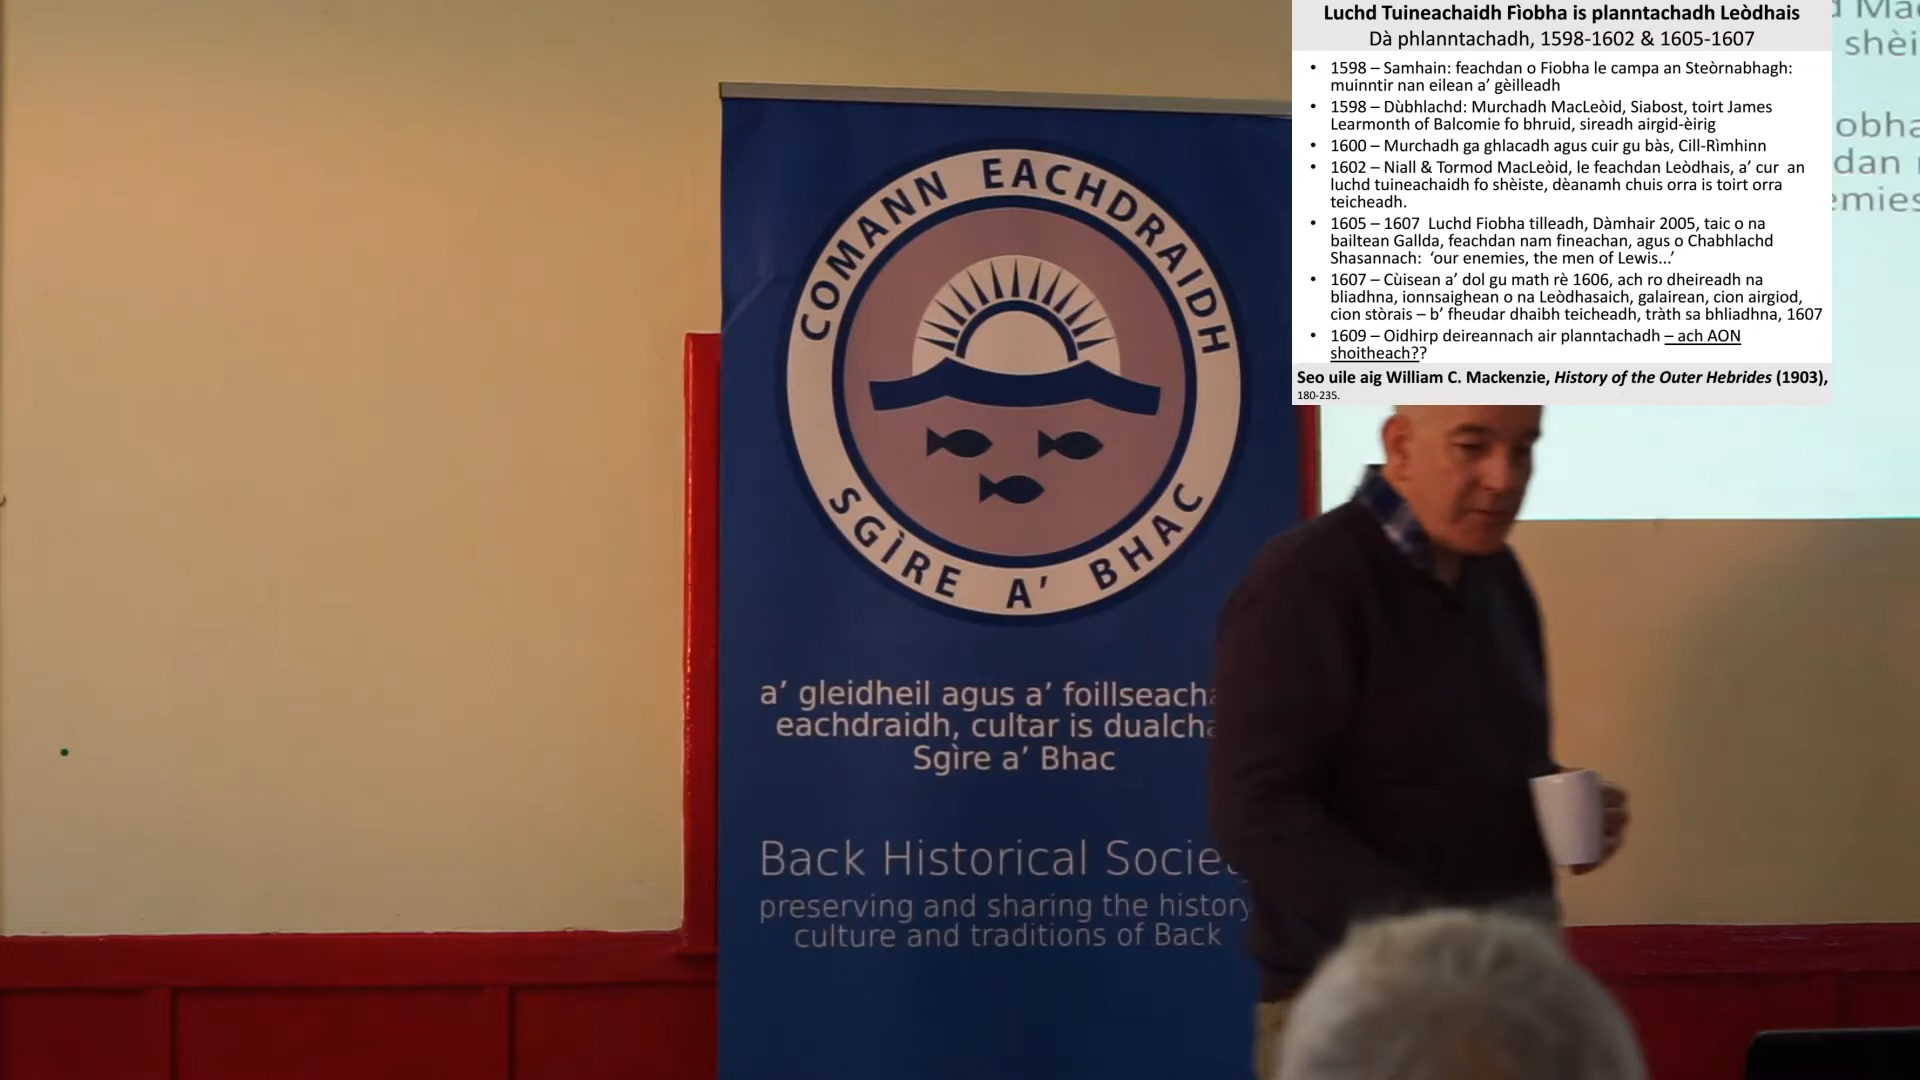 Luchd Tuineachaidh Fìobha is planntachadh Leòdhais
Dà phlanntachadh, 1598-1602 & 1605-1607
• 1598 – Samhain: feachdan o Fiobha le campa an Steòrnabhagh:
muinntir nan eilean a’ gèilleadh
• 1598 – Dùbhlachd: Murchadh MacLeòid, Siabost, toirt James
Learmonth of Balcomie fo bhruid, sireadh airgid-èirig
• 1600 – Murchadh ga ghlacadh agus cuir gu bàs, Cill-Rìmhinn
• 1602 – Niall & Tormod MacLeòid, le feachdan Leòdhais, a’ cur an
luchd tuineachaidh fo shèiste, dèanamh chuis orra is toirt orra
teicheadh.
• 1605 – 1607 Luchd Fiobha tilleadh, Dàmhair 2005, taic o na
bailtean Gallda, feachdan nam fineachan, agus o Chabhlachd
Shasannach: ‘our enemies, the men of Lewis...’
• 1607 – Cùisean a’ dol gu math rè 1606, ach ro dheireadh na
bliadhna, ionnsaighean o na Leòdhasaich, galairean, cion airgiod,
cion stòrais – b’ fheudar dhaibh teicheadh, tràth sa bhliadhna, 1607
• 1609 – Oidhirp deireannach air planntachadh – ach AON
shoitheach??
Seo uile aig William C. Mackenzie, History of the Outer Hebrides (1903),
180-235.
shèi
obha
dan
emies
COMANN EACHDRAIDH
SGÌRE A’ BHAC
a’ gleidheil agus a’ foillseacha
eachdraidh, cultar is dualcha
Sgìre a’ Bhac
Back Historical Societ
preserving and sharing the history
culture and traditions of Back